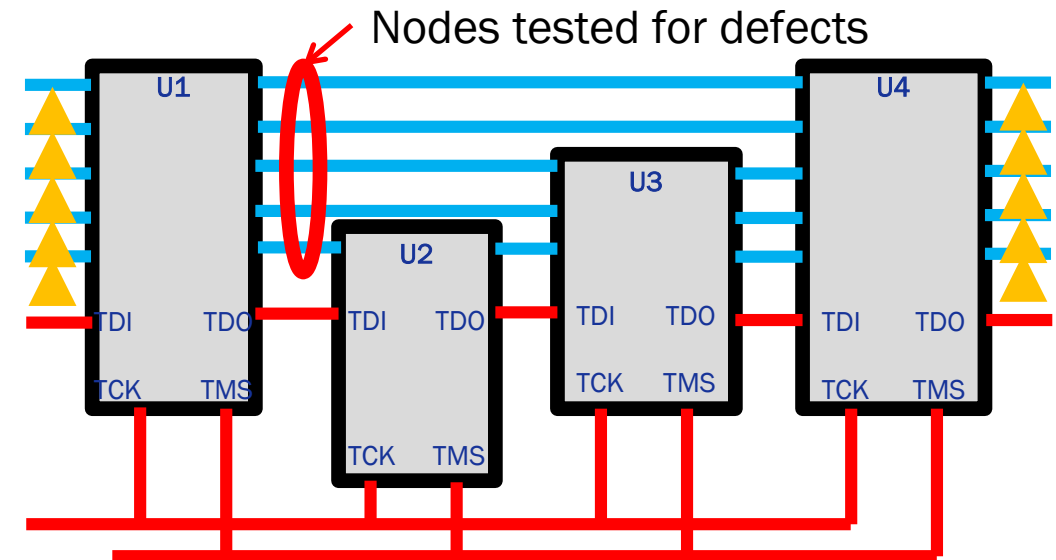 Nodes tested for defects
U1
U4
U3
U2
TDI TDO
TDI TDO
TDI TDO
TDI TDO
TCK TMS
TCK TMS
TCK TMS
TCK TMS